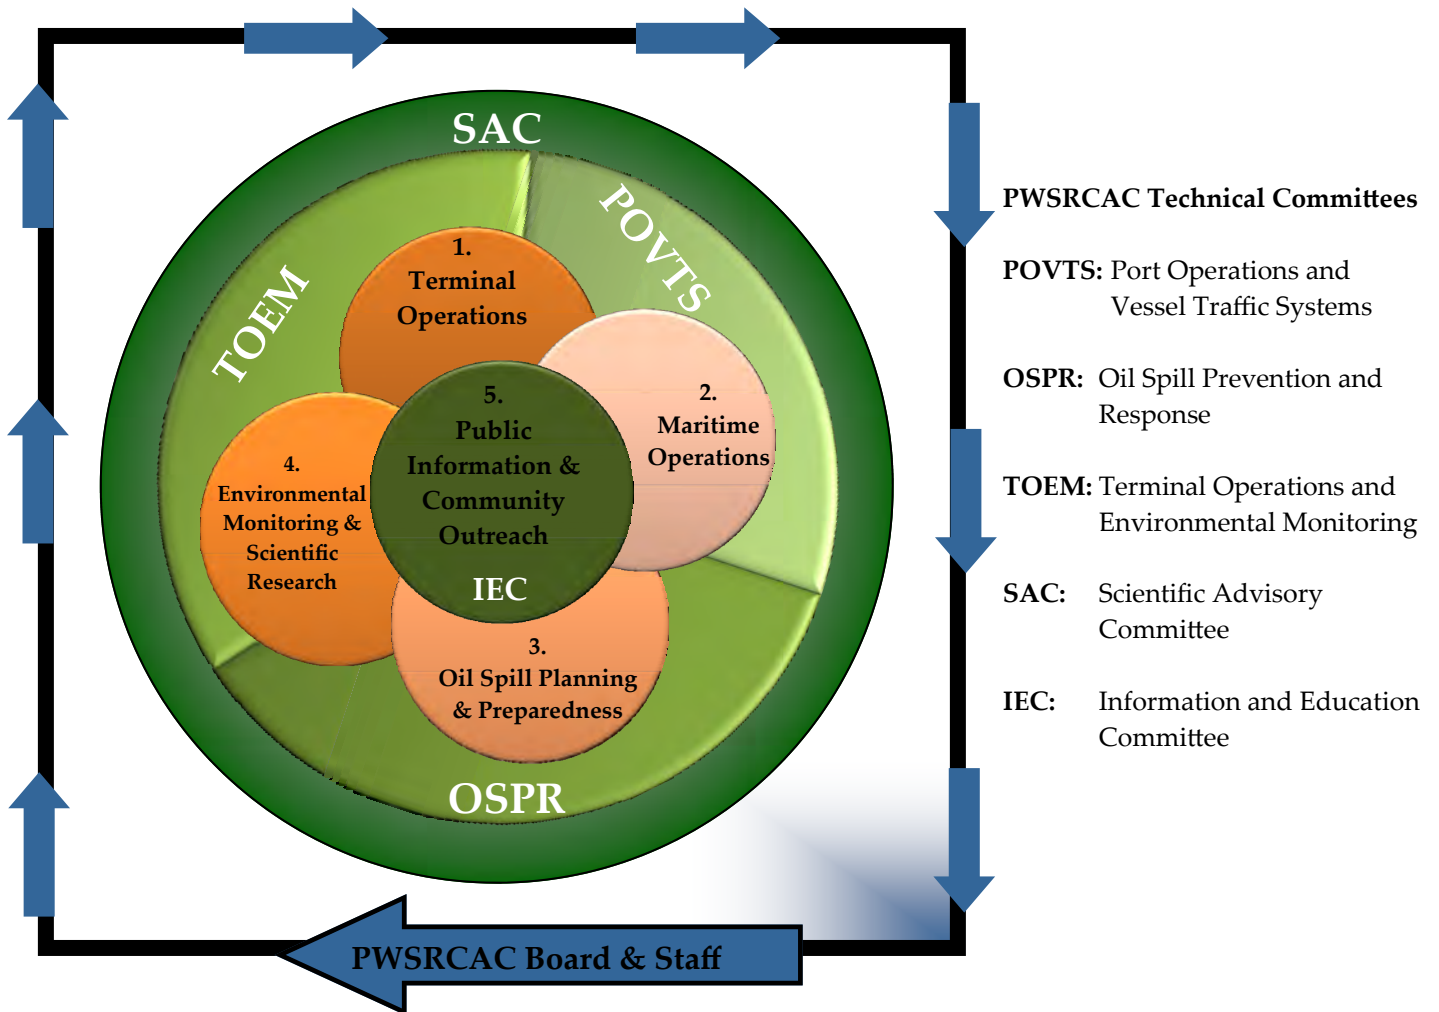 SAC
POVTS
TOEM
1.
Terminal
Operations
2.
Maritime
Operations
5.
Public
Information &
Community
Outreach
IEC
4.
Environmental
Monitoring &
Scientific
Research
3.
Oil Spill Planning
& Preparedness
OSPR
PWSRCAC Board & Staff
PWSRCAC Technical Committees
POVTS: Port Operations and
Vessel Traffic Systems
OSPR: Oil Spill Prevention and
Response
TOEM: Terminal Operations and
Environmental Monitoring
SAC: Scientific Advisory
Committee
IEC: Information and Education
Committee